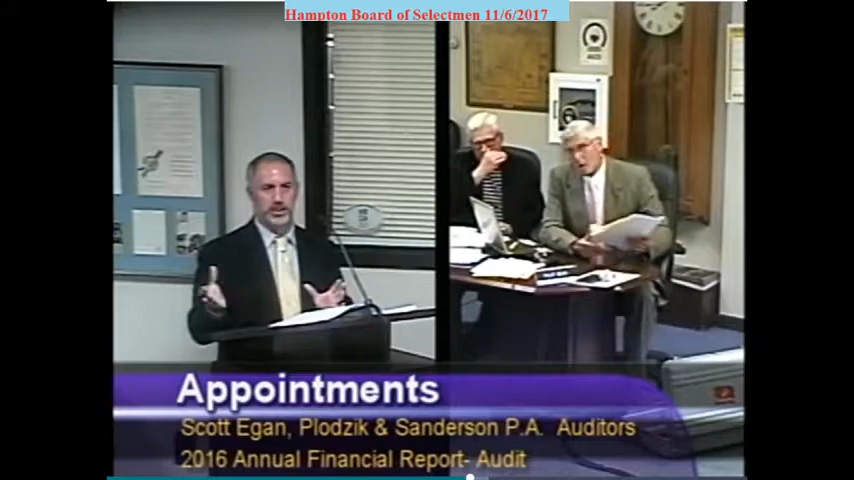 Hampton Board of Selectmen 11/6/2017
Appointments
Scott Egan, Plodzik & Sanderson P.A. Auditors
2016 Annual Financial Report- Audit